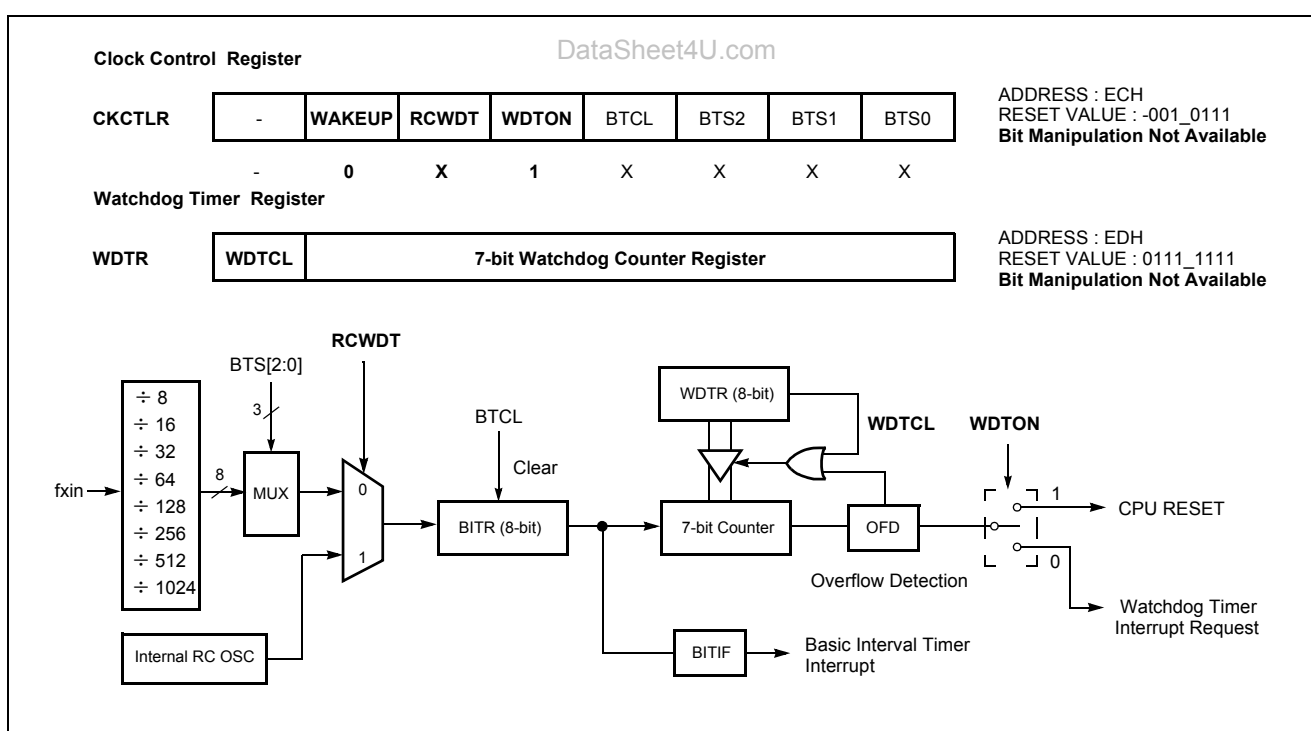 DataSheet4U.com
Clock Control Register
CKCTLR - WAKEUP RCWDT WDTON BTCL BTS2 BTS1 BTS0
ADDRESS : ECH
RESET VALUE : -001_0111
Bit Manipulation Not Available
- 0 X 1 X X X X
Watchdog Timer Register
WDTR WDTCL 7-bit Watchdog Counter Register
ADDRESS : EDH
RESET VALUE : 0111_1111
Bit Manipulation Not Available
RCWDT
BTS[2:0]
3
÷ 8
÷ 16
÷ 32
÷ 64
÷ 128
÷ 256
÷ 512
÷ 1024
fxin
8
MUX
0
1
Internal RC OSC
BTCL
Clear
BITR (8-bit)
WDTR (8-bit)
WDTCL
WDTON
7-bit Counter
OFD
Overflow Detection
1
CPU RESET
0
Watchdog Timer
Interrupt Request
BITIF
Basic Interval Timer
Interrupt